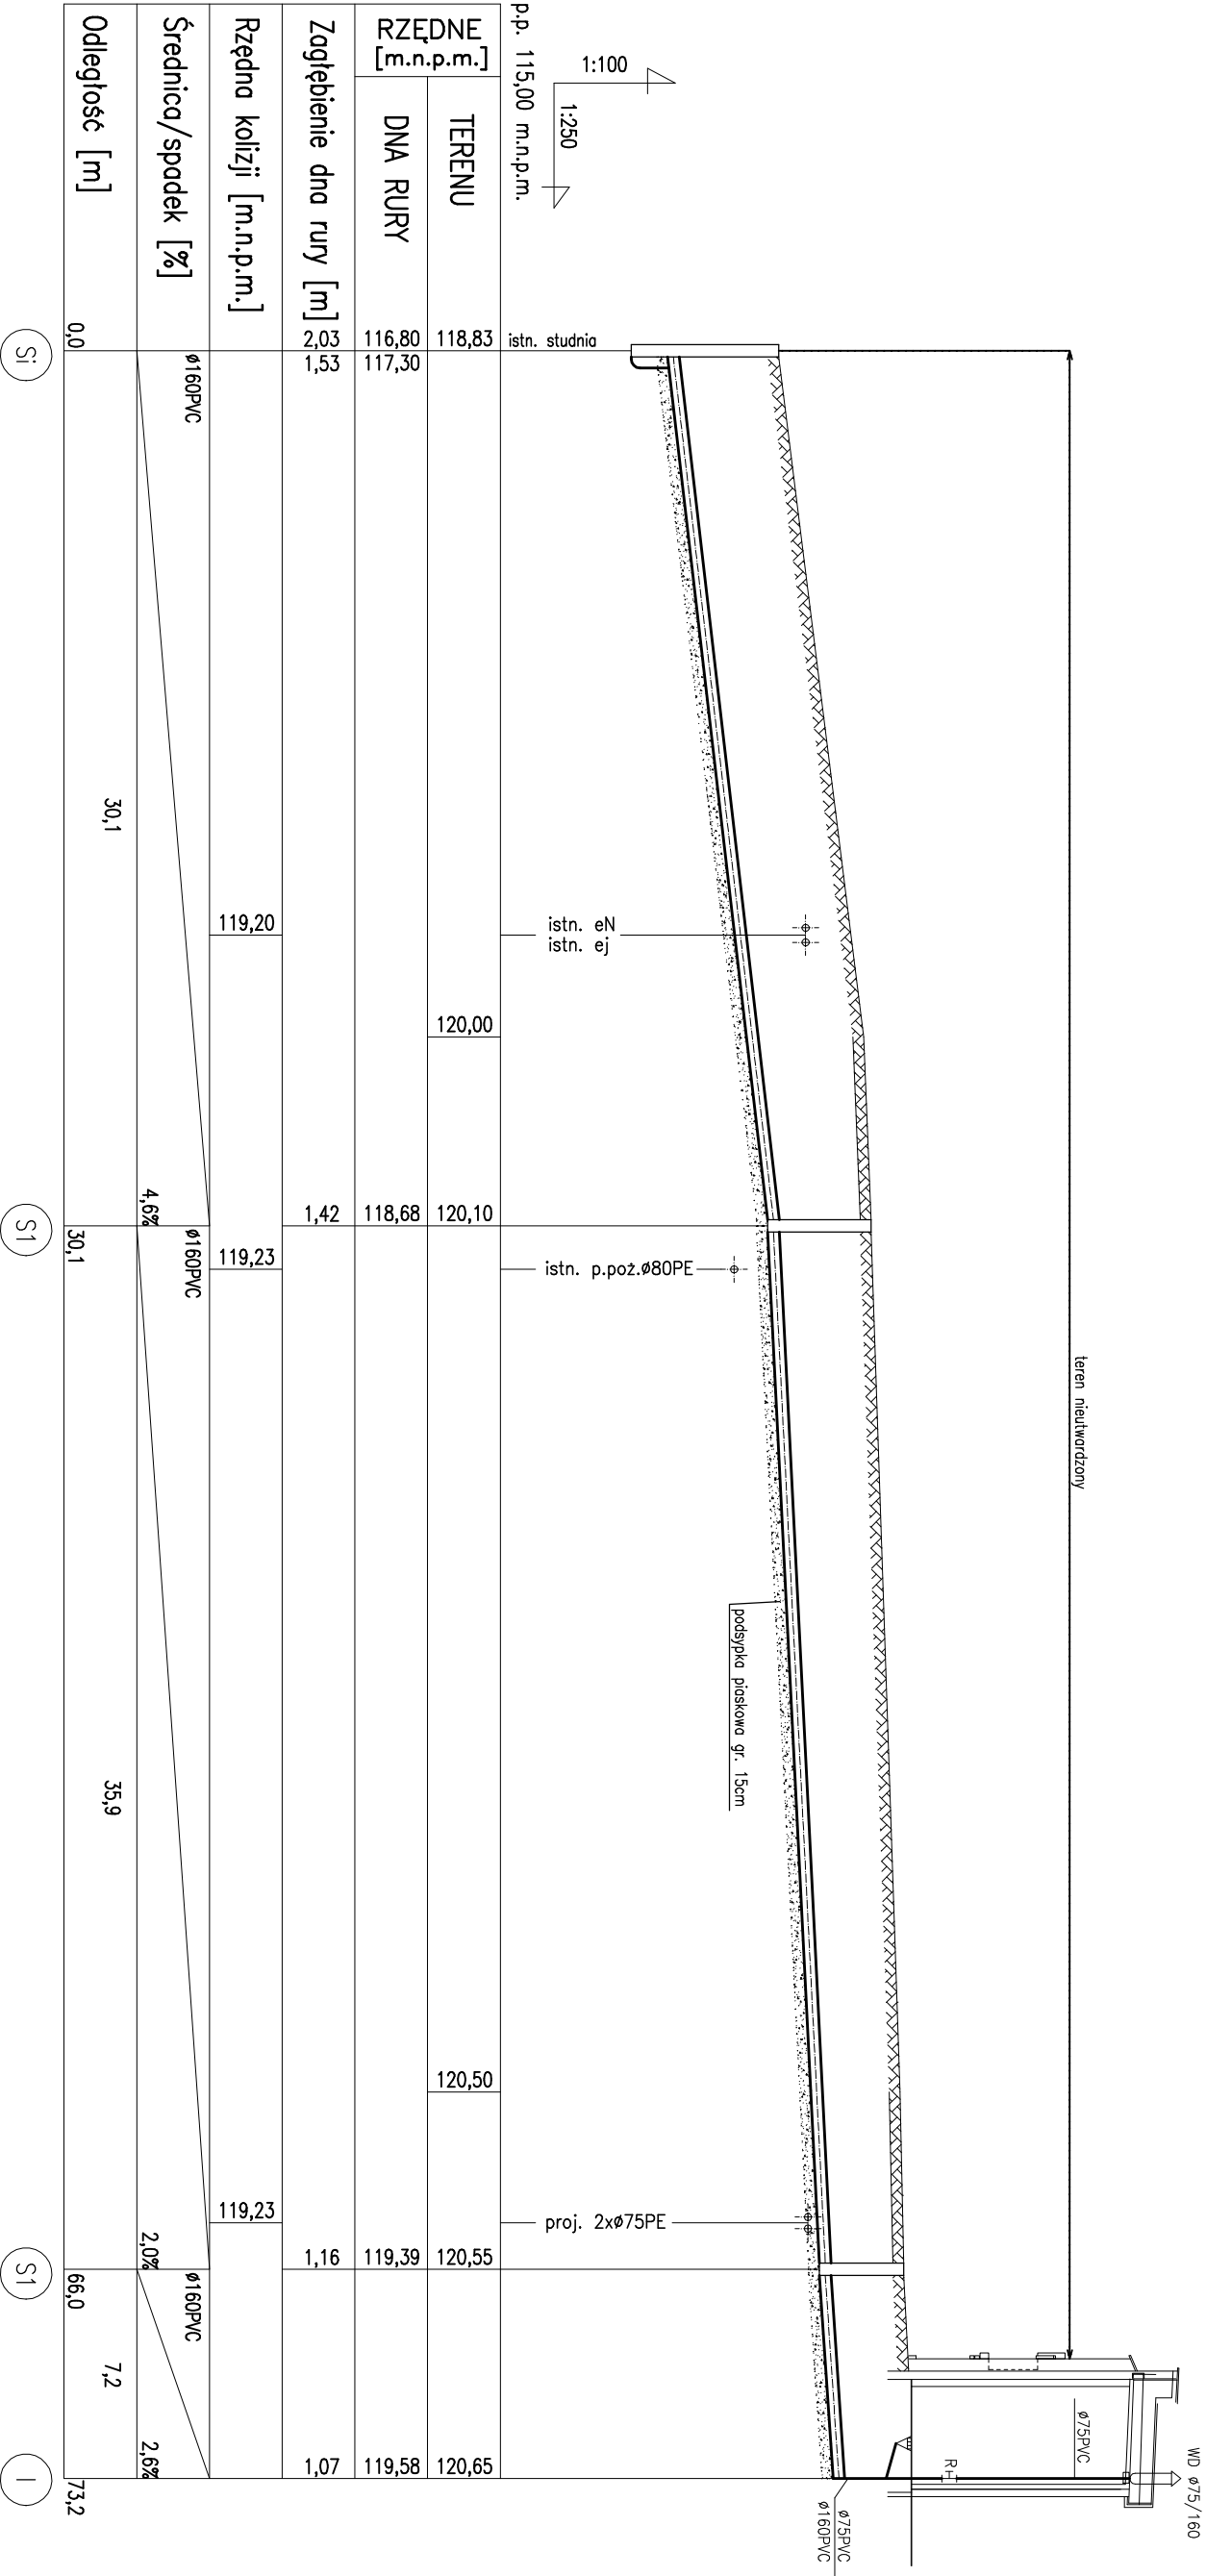 WD ø75/160
teren nieutwardzony
ø75PVC
R
ø75PVC
ø160PVC
podsypka piaskowa gr. 15cm
1:100
1:250
p.p. 115,00 m.n.p.m.
istn. studnia
istn. eN
istn. ej
istn. p.poż.ø80PE
proj. 2xø75PE
RZĘDNE
[m.n.p.m.]
TERENU
118,83
120,00
120,10
120,50
120,55
120,65
DNA RURY
116,80
117,30
118,68
119,39
119,58
Zagłębienie dna rury [m]
2,03
1,53
1,42
1,16
1,07
Rzędna kolizji [m.n.p.m.]
119,20
119,23
119,23
Średnica/spadek [%]
ø160PVC
4,6%
ø160PVC
2,0%
ø160PVC
2,6%
Odległość [m]
0,0
30,1
30,1
35,9
66,0
7,2
73,2
Si
S1
S1
I